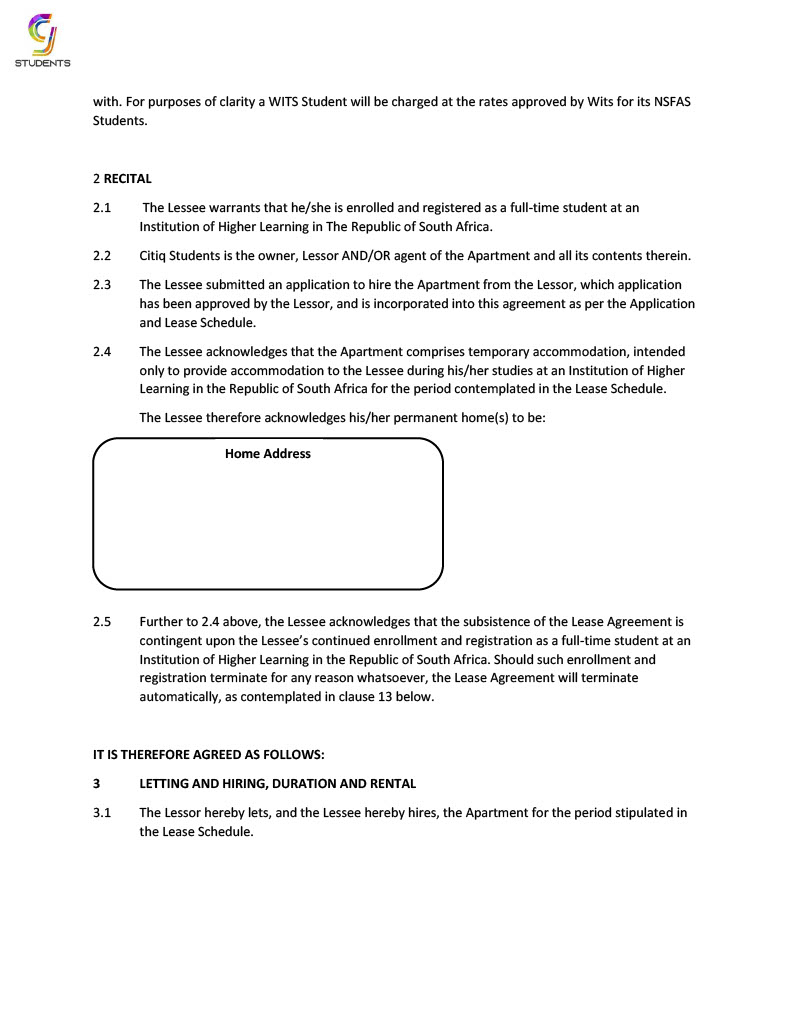 STUDENTS
with. For purposes of clarity a WITS Student will be charged at the rates approved by Wits for its NSFAS
Students.
2 RECITAL
2.1 The Lessee warrants that he/she is enrolled and registered as a full-time student at an
Institution of Higher Learning in The Republic of South Africa.
2.2 Citiq Students is the owner, Lessor AND/OR agent of the Apartment and all its contents therein.
2.3 The Lessee submitted an application to hire the Apartment from the Lessor, which application
has been approved by the Lessor, and is incorporated into this agreement as per the Application
and Lease Schedule.
2.4 The Lessee acknowledges that the Apartment comprises temporary accommodation, intended
only to provide accommodation to the Lessee during his/her studies at an Institution of Higher
Learning in the Republic of South Africa for the period contemplated in the Lease Schedule.
The Lessee therefore acknowledges his/her permanent home(s) to be:
Home Address
2.5 Further to 2.4 above, the Lessee acknowledges that the subsistence of the Lease Agreement is
contingent upon the Lessee’s continued enrollment and registration as a full-time student at an
Institution of Higher Learning in the Republic of South Africa. Should such enrollment and
registration terminate for any reason whatsoever, the Lease Agreement will terminate
automatically, as contemplated in clause 13 below.
IT IS THEREFORE AGREED AS FOLLOWS:
3 LETTING AND HIRING, DURATION AND RENTAL
3.1 The Lessor hereby lets, and the Lessee hereby hires, the Apartment for the period stipulated in
the Lease Schedule.